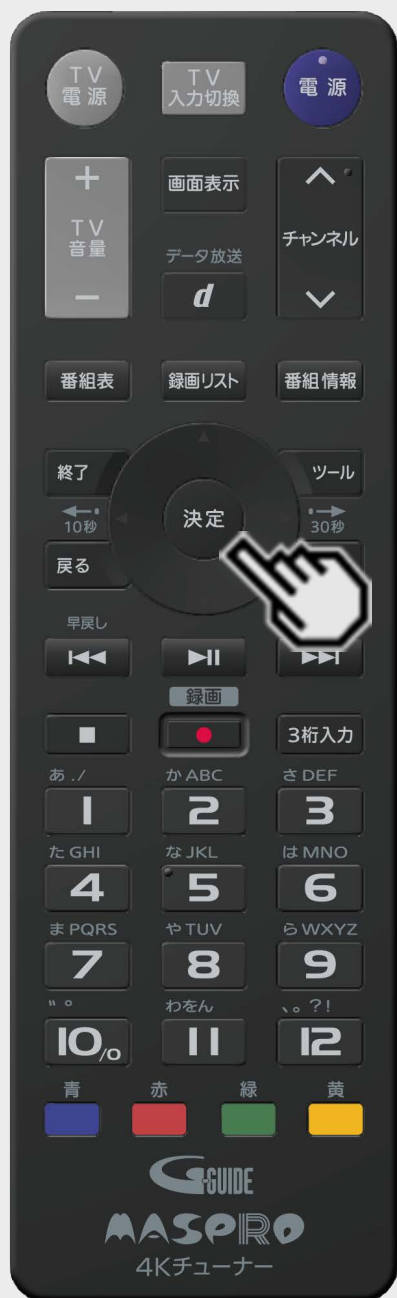 TV
電源
TV
入力切換
電源
+
TV
音量
−
画面表示
データ放送
d
チャンネル
番組表
録画リスト
番組情報
終了
ツール
決定
10秒
30秒
戻る
早戻し
録画
3桁入力
あ ./
1
か ABC
2
さ DEF
3
た GHI
4
な JKL
5
は MNO
6
ま PQRS
7
や TUV
8
ら WXYZ
9
゛゜
10/0
わをん
11
、。?!
12
青
赤
緑
黄
G-GUIDE
MASPRO
4Kチューナー